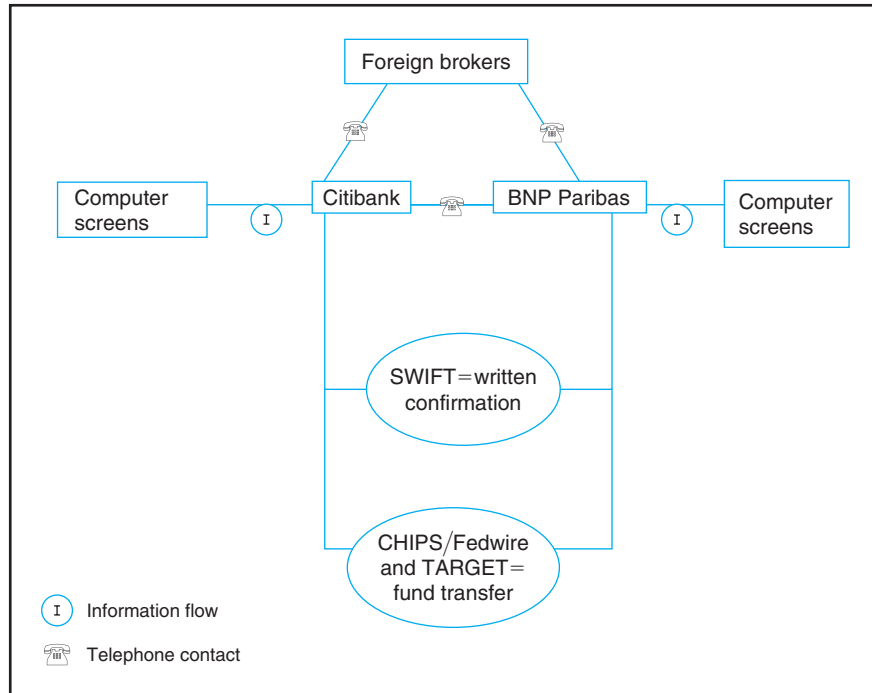 Foreign brokers
Computer
screens
I
Citibank
BNP Paribas
I
Computer
screens
SWIFT=written
confirmation
CHIPS/Fedwire
and TARGET=
fund transfer
I Information flow
Telephone contact